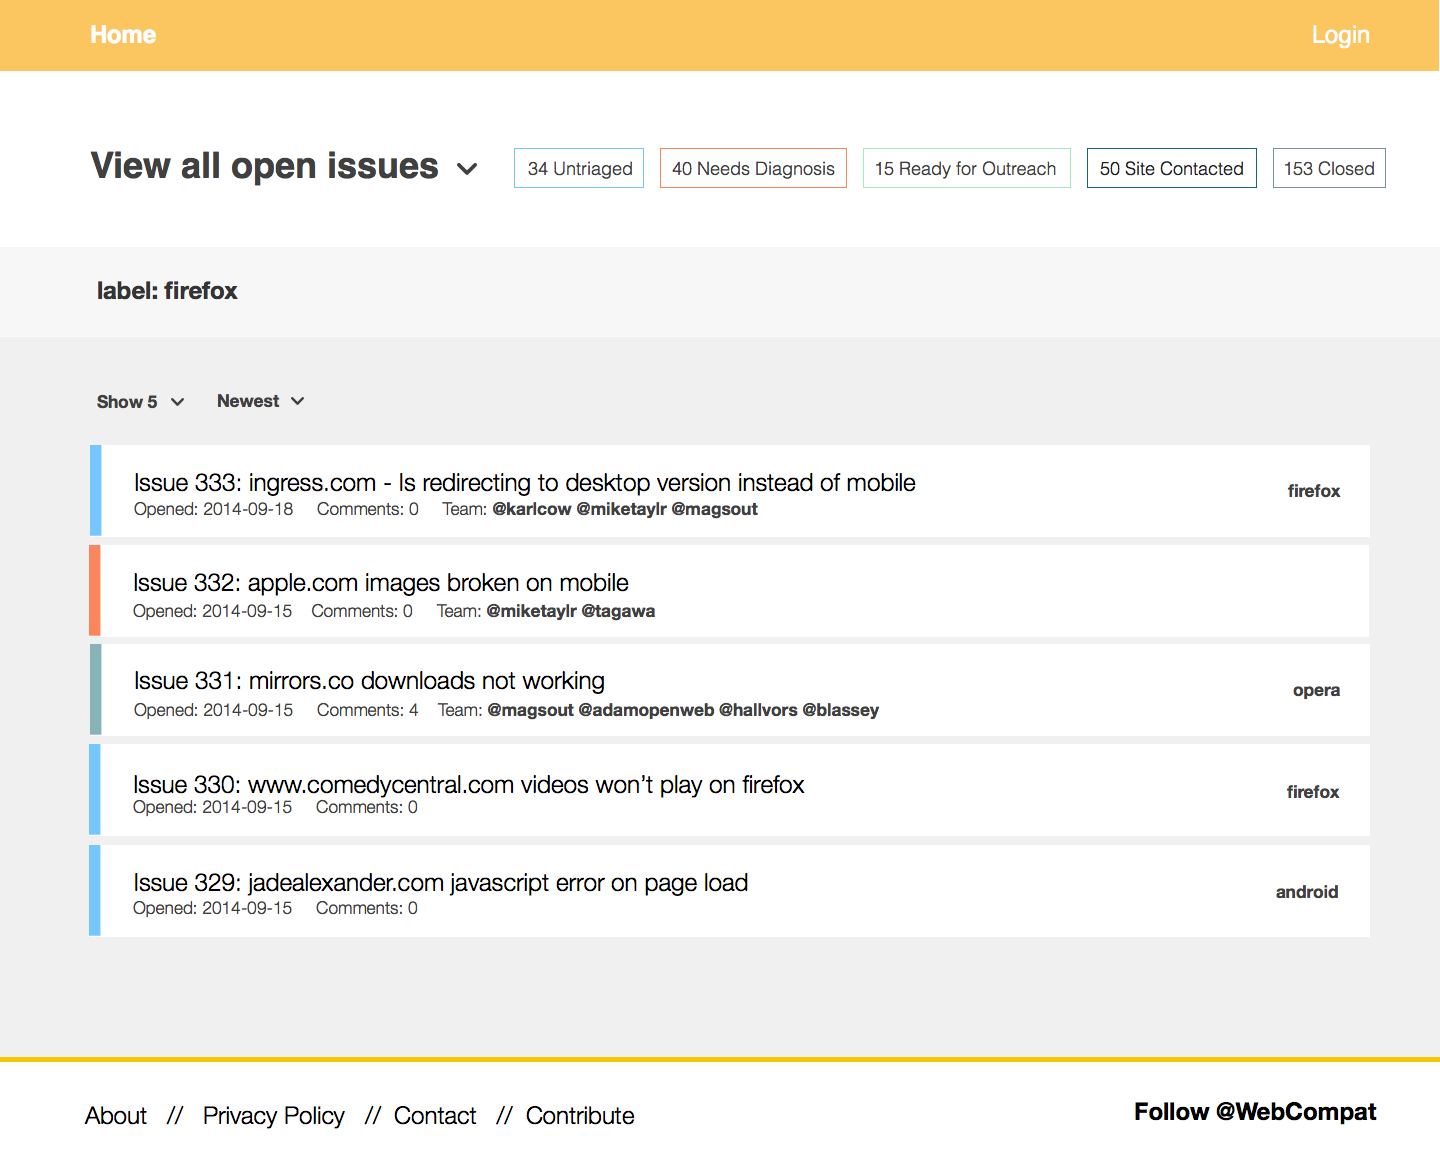 Home Login
View all open issues 34 Untriaged 40 Needs Diagnosis 15 Ready for Outreach 50 Site Contacted 153 Closed
label: firefox
Show 5 Newest
Issue 333: ingress.com - Is redirecting to desktop version instead of mobile
firefox
Opened: 2014-09-18 Comments: 0 Team: @karlcow @miketaylr @magsout
Issue 332: apple.com images broken on mobile
Opened: 2014-09-15 Comments: 0 Team: @miketaylr @tagawa
Issue 331: mirrors.co downloads not working
opera
Opened: 2014-09-15 Comments: 4 Team: @magsout @adamopenweb @hallvors @blassey
Issue 330: www.comedycentral.com videos won’t play on firefox
firefox
Opened: 2014-09-15 Comments: 0
Issue 329: jadealexander.com javascript error on page load
android
Opened: 2014-09-15 Comments: 0
About // Privacy Policy // Contact // Contribute Follow @WebCompat